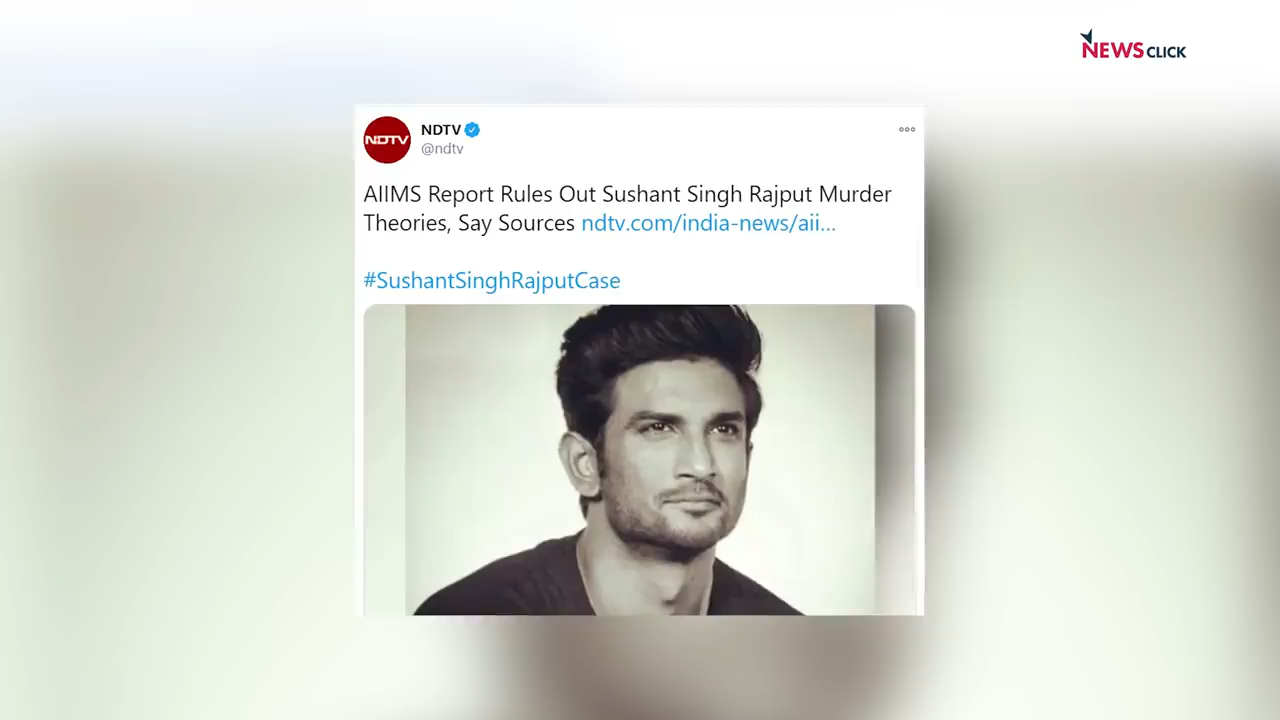 NEWSCLICK
NDTV
NDTV
@ndtv
AIIMS Report Rules Out Sushant Singh Rajput Murder
Theories, Say Sources ndtv.com/india-news/aii...
#SushantSinghRajputCase